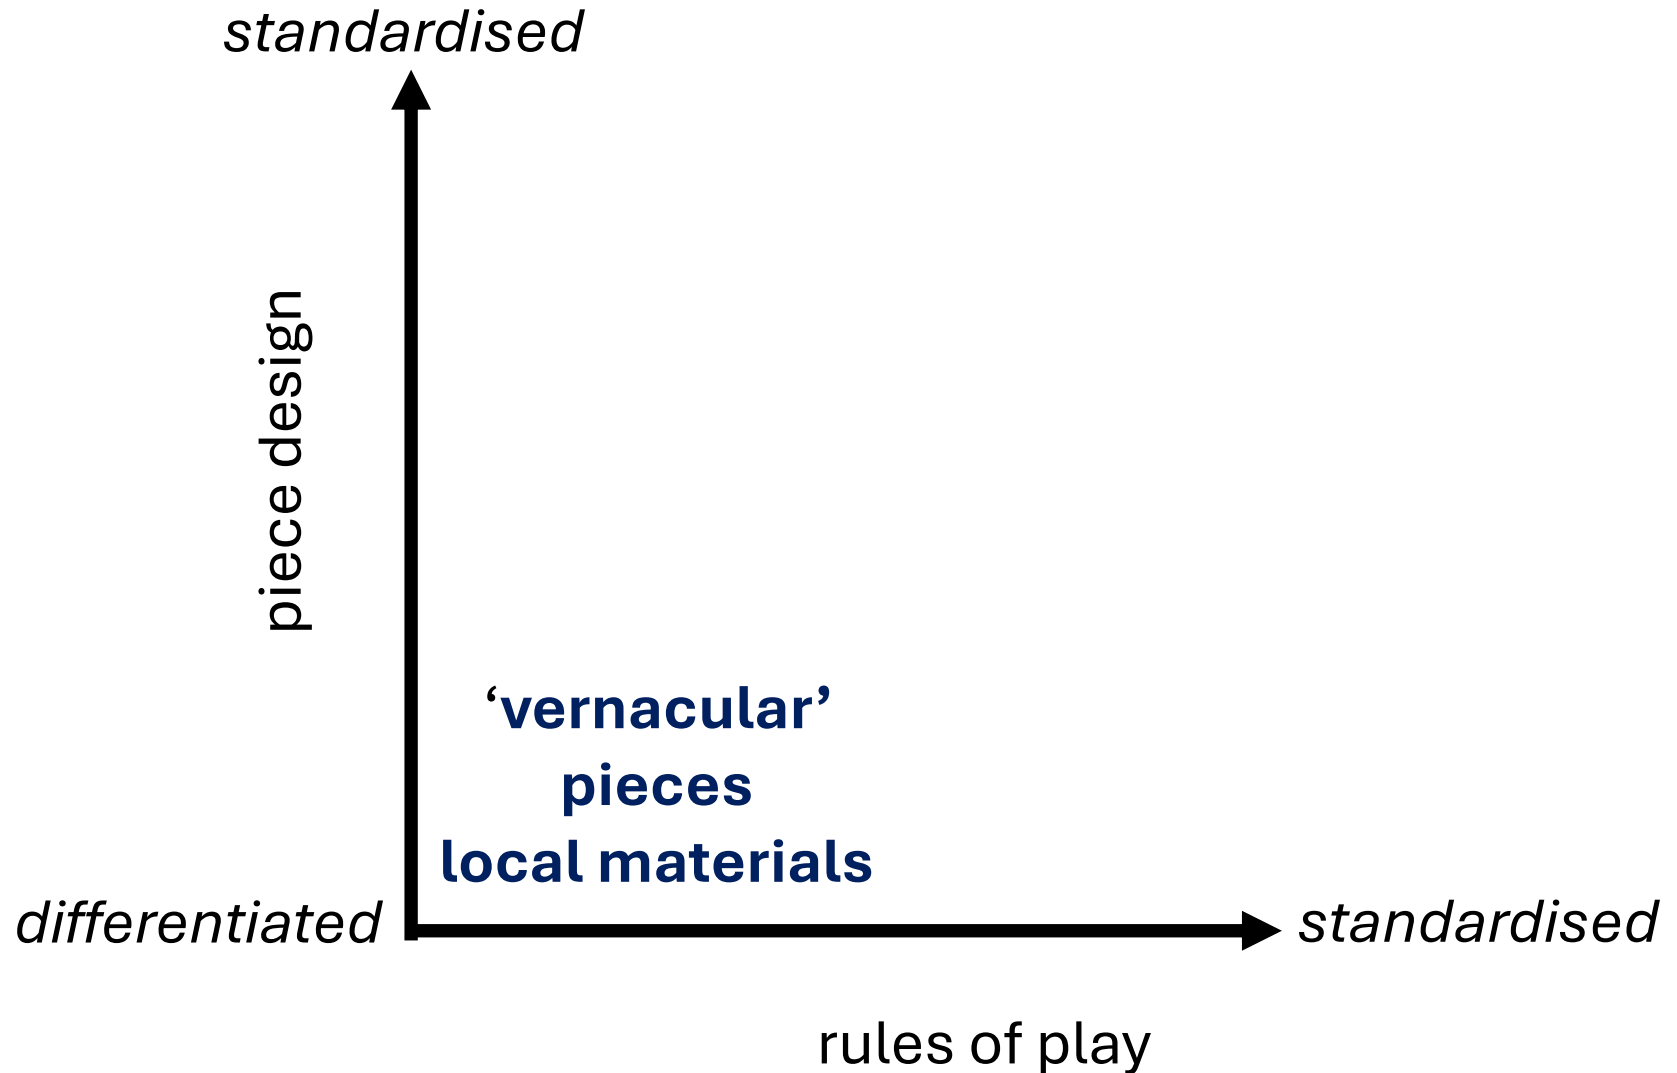 standardised
piece design
‘vernacular’
pieces
local materials
differentiated
standardised
rules of play